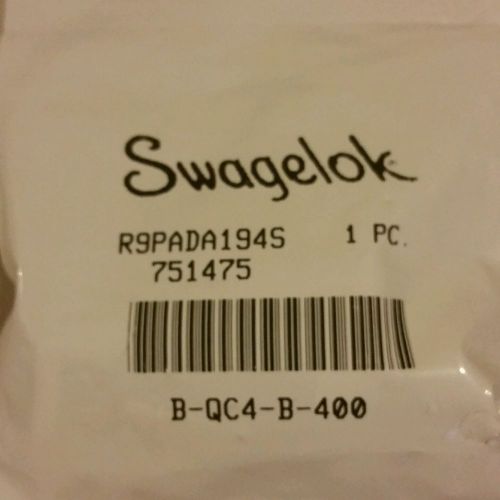 Swagelok
R9PADA194S 1 PC.
751475
B-QC4-B-400